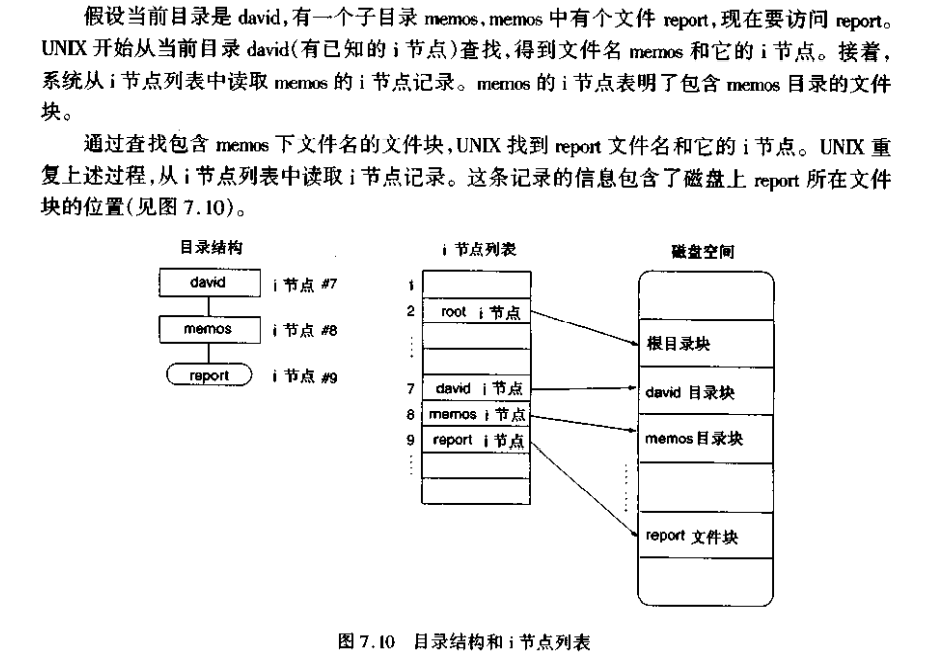 假设当前目录是 david,有一个子目录 memos,memos 中有个文件 report,现在要访问 report。
UNIX 开始从当前目录 david(有已知的 i 节点)查找,得到文件名 memos 和它的 i 节点。接着,
系统从 i 节点列表中读取 memos 的 i 节点记录。memos 的 i 节点表明了包含 memos 目录的文件
块。
通过查找包含 memos 下文件名的文件块,UNIX 找到 report 文件名和它的 i 节点。UNIX 重
复上述过程,从 i 节点列表中读取 i 节点记录。这条记录的信息包含了磁盘上 report 所在文件
块的位置(见图 7.10)。
目录结构
david i 节点 #7
memos i 节点 #8
report i 节点 #9
i 节点列表
1
2 root i 节点
7 david i 节点
8 memos i 节点
9 report i 节点
磁盘空间
根目录块
david 目录块
memos目录块
report 文件块
图 7.10 目录结构和 i 节点列表